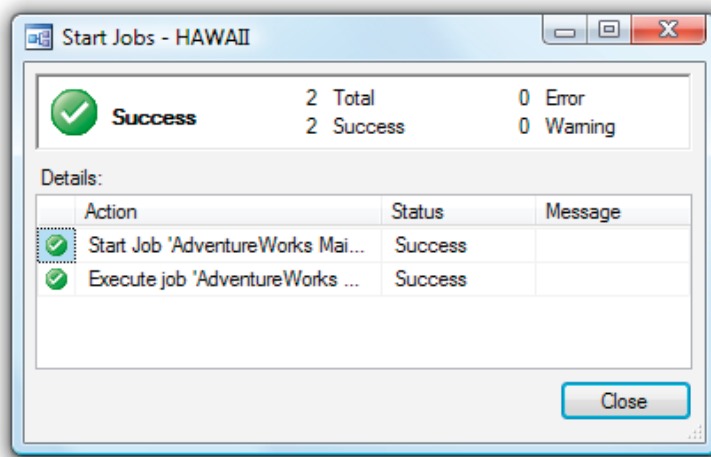 Start Jobs - HAWAII
Success 2 Total 0 Error
2 Success 0 Warning
Details:
Action Status Message
Start Job 'AdventureWorks Mai... Success
Execute job 'AdventureWorks ... Success
Close